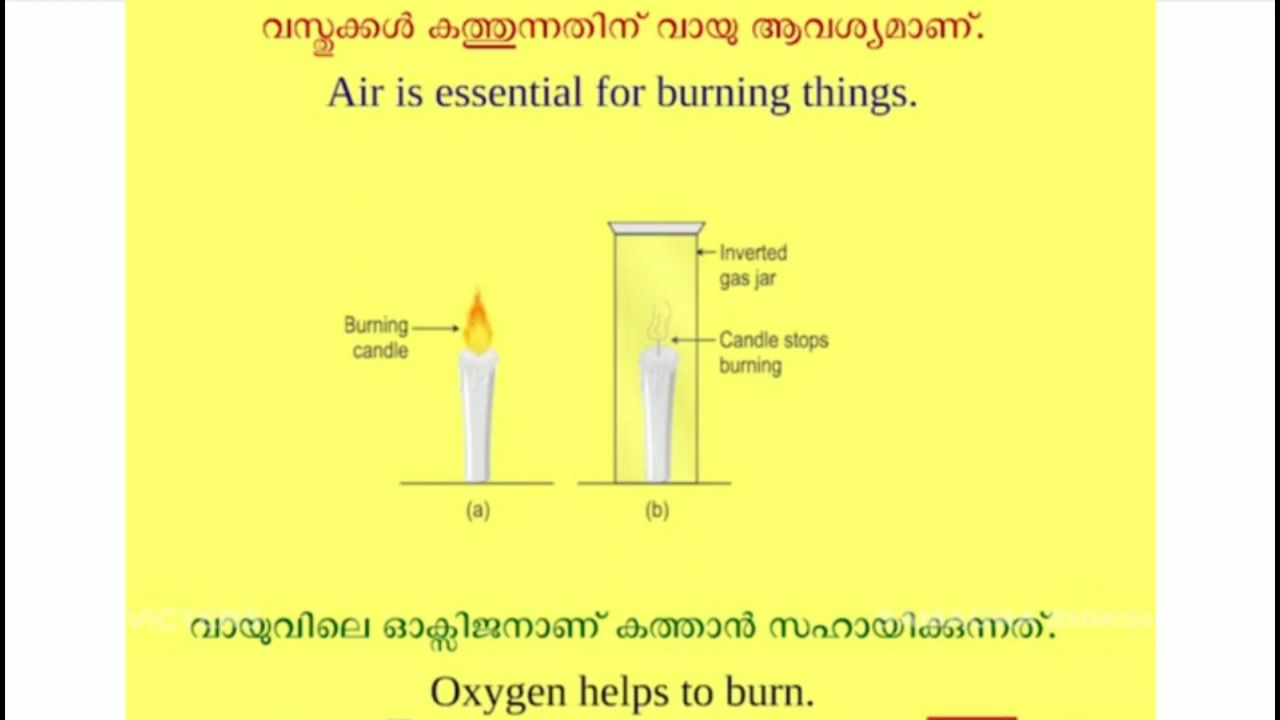 വസ്തുക്കൾ കത്തുന്നതിന് വായു ആവശ്യമാണ്.
Air is essential for burning things.
Inverted
gas jar
Burning
candle
Candle stops
burning
(a)
(b)
വായുവിലെ ഓക്സിജനാണ് കത്താൻ സഹായിക്കുന്നത്.
Oxygen helps to burn.